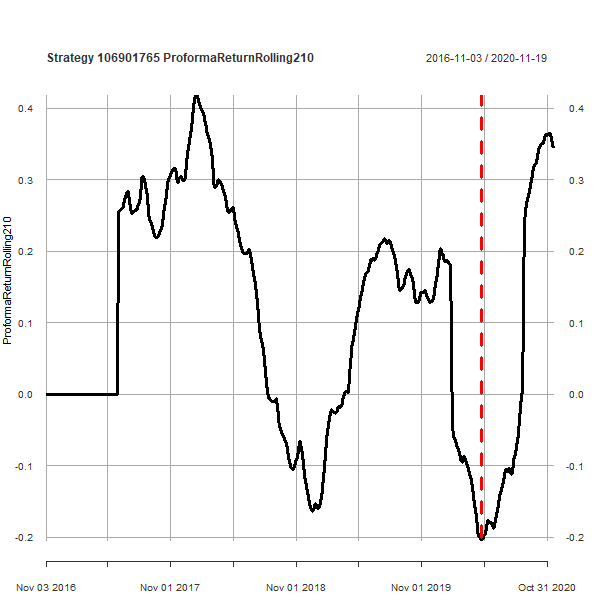 Strategy 106901765 ProformaReturnRolling210
2016-11-03 / 2020-11-19
0.4
0.4
0.3
0.3
0.2
0.2
0.1
0.1
0.0
0.0
-0.1
-0.1
-0.2
-0.2
ProformaReturnRolling210
Nov 03 2016
Nov 01 2017
Nov 01 2018
Nov 01 2019
Oct 31 2020